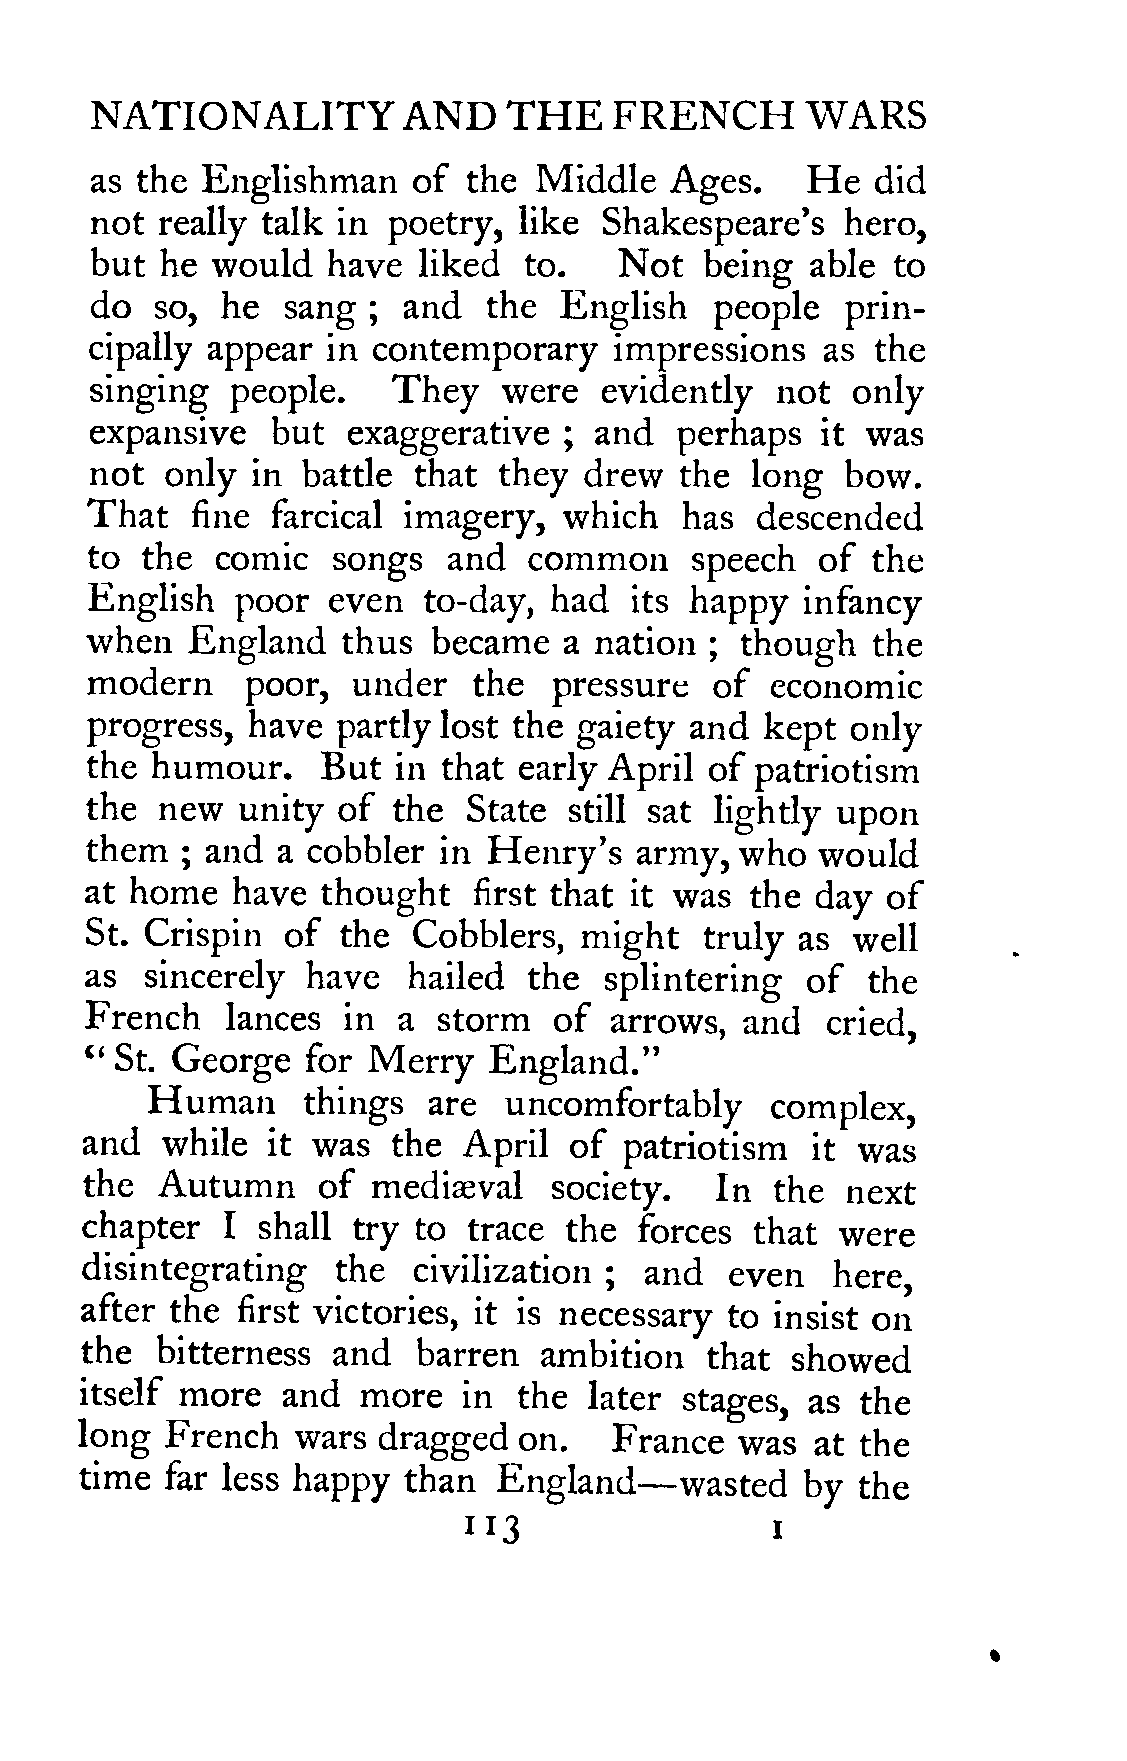 NATIONALITY AND THE FRENCH WARS
as the Englishman of the Middle Ages. He did
not really talk in poetry, like Shakespeare's hero,
but he would have liked to. Not being able to
do so, he sang ; and the English people prin-
cipally appear in contemporary impressions as the
singing people. They were evidently not only
expansive but exaggerative ; and perhaps it was
not only in battle that they drew the long bow.
That fine farcical imagery, which has descended
to the comic songs and common speech of the
English poor even to-day, had its happy infancy
when England thus became a nation ; though the
modern poor, under the pressure of economic
progress, have partly lost the gaiety and kept only
the humour. But in that early April of patriotism
the new unity of the State still sat lightly upon
them ; and a cobbler in Henry's army, who would
at home have thought first that it was the day of
St. Crispin of the Cobblers, might truly as well
as sincerely have hailed the splintering of the
French lances in a storm of arrows, and cried,
“ St. George for Merry England.”
Human things are uncomfortably complex,
and while it was the April of patriotism it was
the Autumn of mediæval society. In the next
chapter I shall try to trace the forces that were
disintegrating the civilization ; and even here,
after the first victories, it is necessary to insist on
the bitterness and barren ambition that showed
itself more and more in the later stages, as the
long French wars dragged on. France was at the
time far less happy than England—wasted by the
113 I